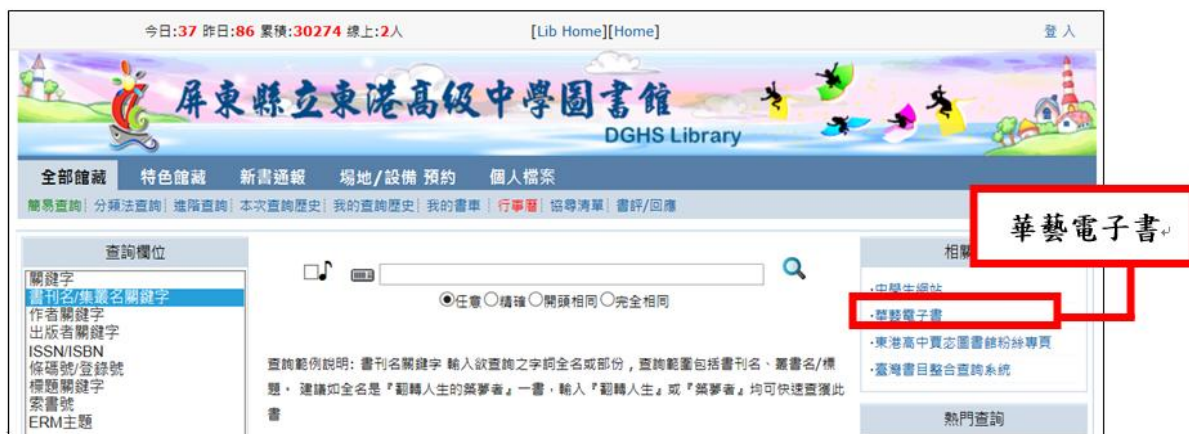 今日:37 昨日:86 累積:30274 線上:2人 [Lib Home][Home] 登入
屏東縣立東港高級中學圖書館
DGHS Library
全部館藏 特色館藏 新書通報 場地/設備 預約 個人檔案
簡易查詢| 分類法查詢| 進階查詢| 本次查詢歷史| 我的查詢歷史| 我的書車| 行事曆| 協尋清單| 書評/回應
華藝電子書
查詢欄位
關鍵字
書刊名/集叢名關鍵字
作者關鍵字
出版者關鍵字
ISSN/ISBN
條碼號/登錄號
標題關鍵字
索書號
ERM主題
任意 精確 開頭相同 完全相同
查詢範例說明: 書刊名關鍵字 輸入欲查詢之字詞全名或部份，查詢範圍包括書刊名、叢書名/標
題。 建議如全名是『翻轉人生的築夢者』一書，輸入『翻轉人生』或『築夢者』均可快速查獲此
書
相關
·中學生網站
·華藝電子書
·東港高中賈忞圖書館粉絲專頁
·臺灣書目整合查詢系統
熱門查詢